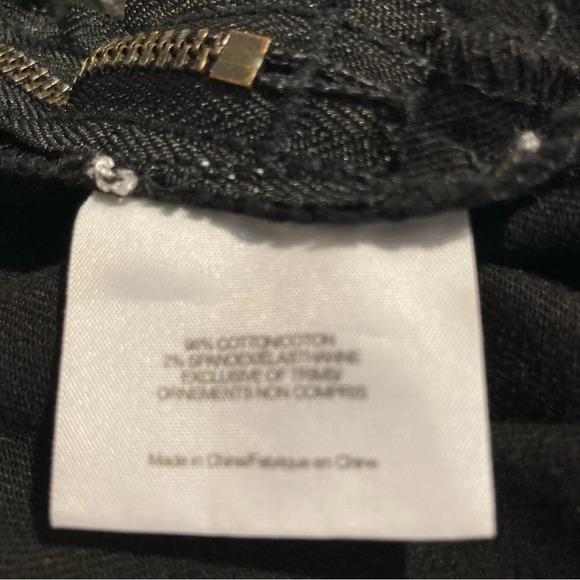 98% COTTON/COTON
2% SPANDEX/ELASTHANNE
EXCLUSIVE OF TRIMS/
ORNEMENTS NON COMPRIS
Made in China/Fabrique en Chine